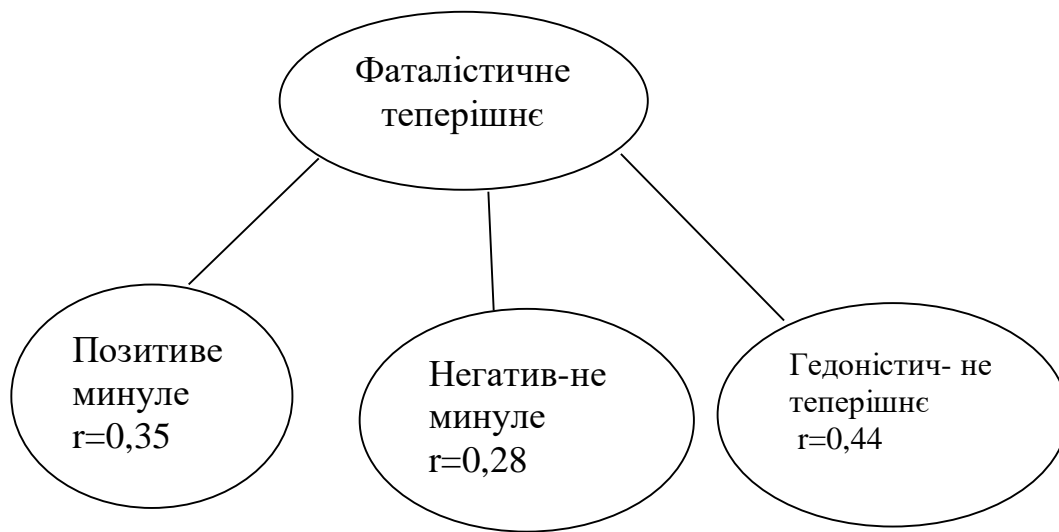 Фаталістичне
теперішнє
Позитиве
минуле
r=0,35
Негатив-не
минуле
r=0,28
Гедоністич- не
теперішнє
r=0,44